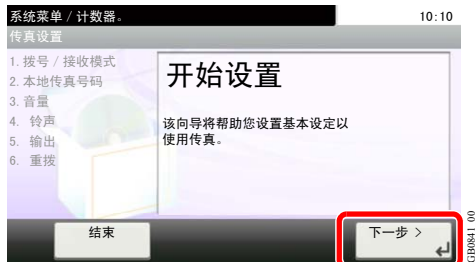 系统菜单 / 计数器。
10:10
传真设置
1. 拨号 / 接收模式
2. 本地传真号码
3. 音量
4. 铃声
5. 输出
6. 重拨
开始设置
该向导将帮助您设置基本设定以
使用传真。
结束
下一步 >
GB0841_00